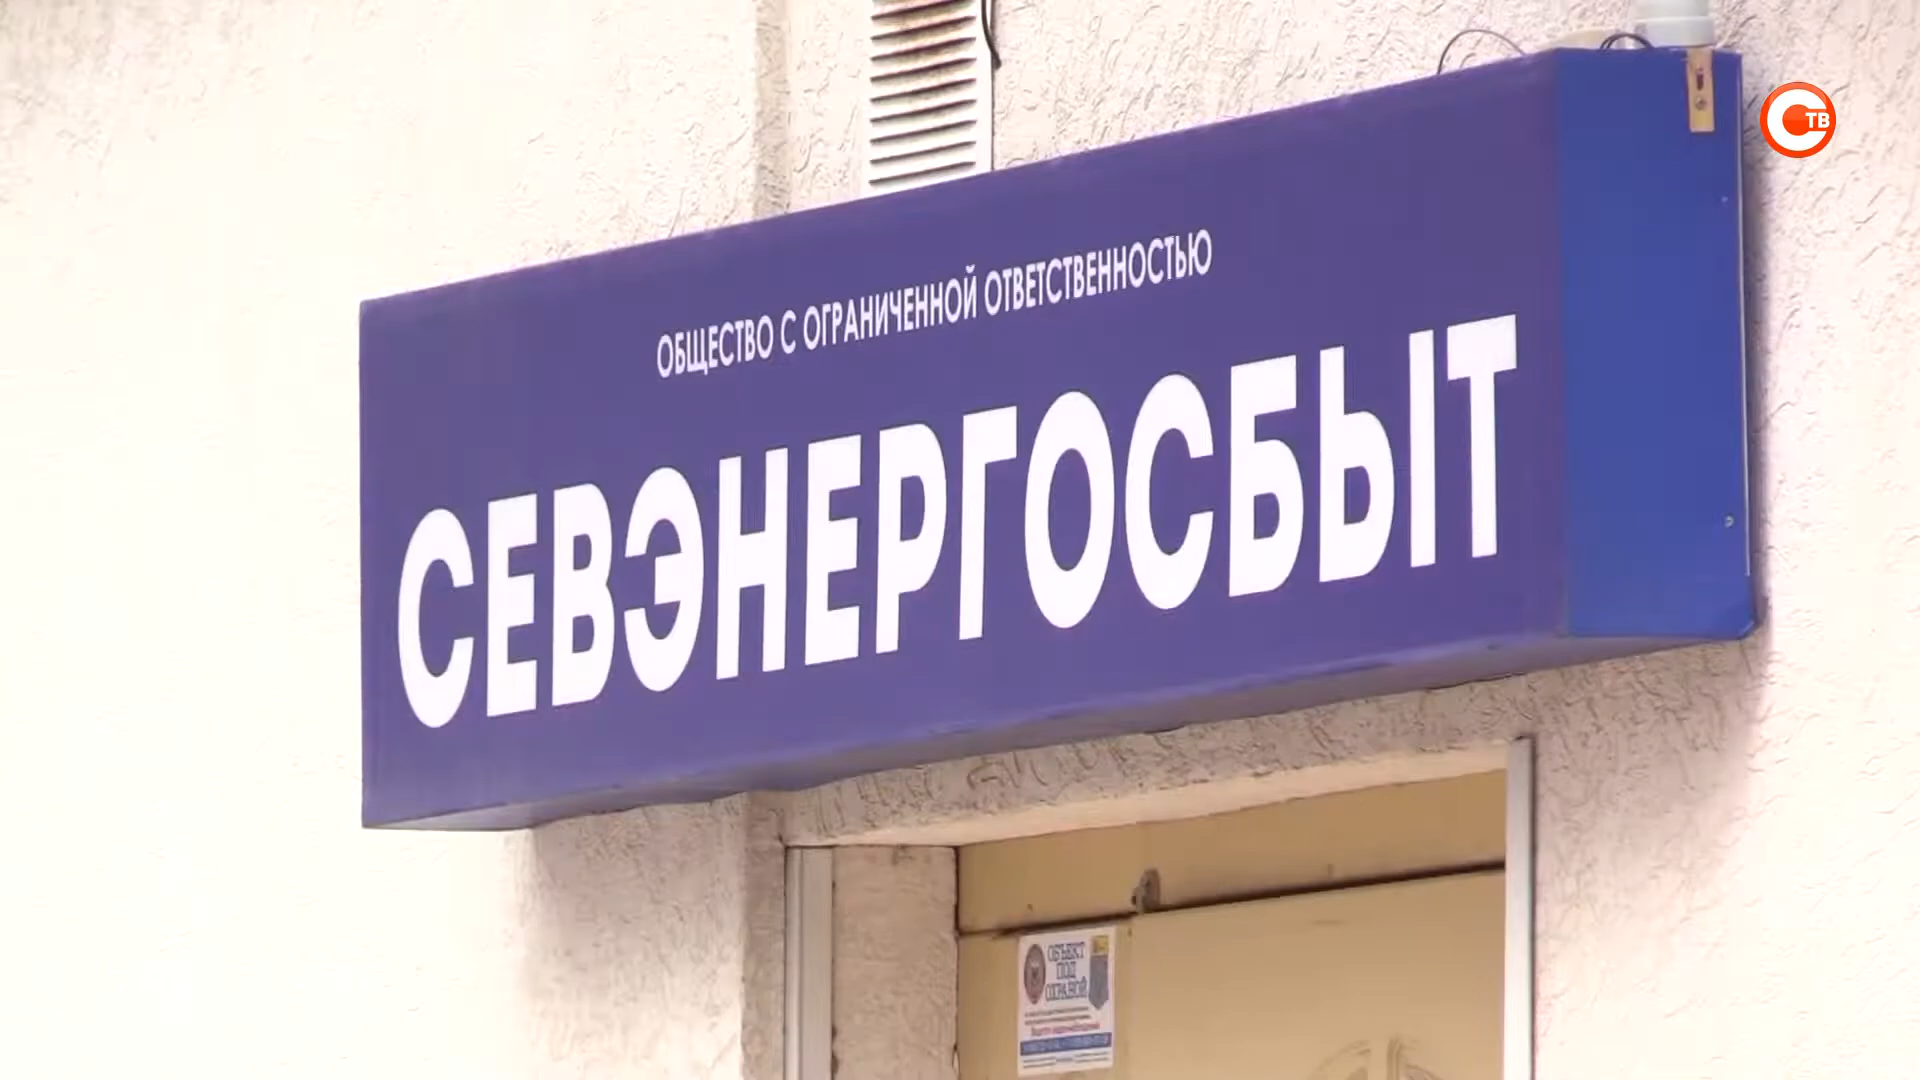 ТВ
ОБЩЕСТВО С ОГРАНИЧЕННОЙ ОТВЕТСТВЕННОСТЬЮ
СЕВЭНЕРГОСБЫТ
ОБЪЕКТ
ПОД
ОХРАНОЙ